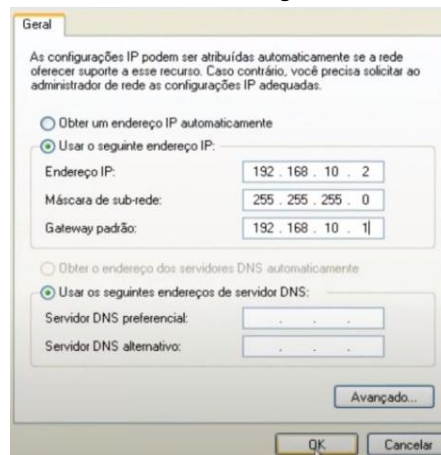 Geral
As configurações IP podem ser atribuídas automaticamente se a rede
oferecer suporte a esse recurso. Caso contrário, você precisa solicitar ao
administrador de rede as configurações IP adequadas.
Obter um endereço IP automaticamente
Usar o seguinte endereço IP:
Endereço IP: 192 . 168 . 10 . 2
Máscara de sub-rede: 255 . 255 . 255 . 0
Gateway padrão: 192 . 168 . 10 . 1
Obter o endereço dos servidores DNS automaticamente
Usar os seguintes endereços de servidor DNS:
Servidor DNS preferencial: . . .
Servidor DNS alternativo: . . .
Avançado...
OK Cancelar